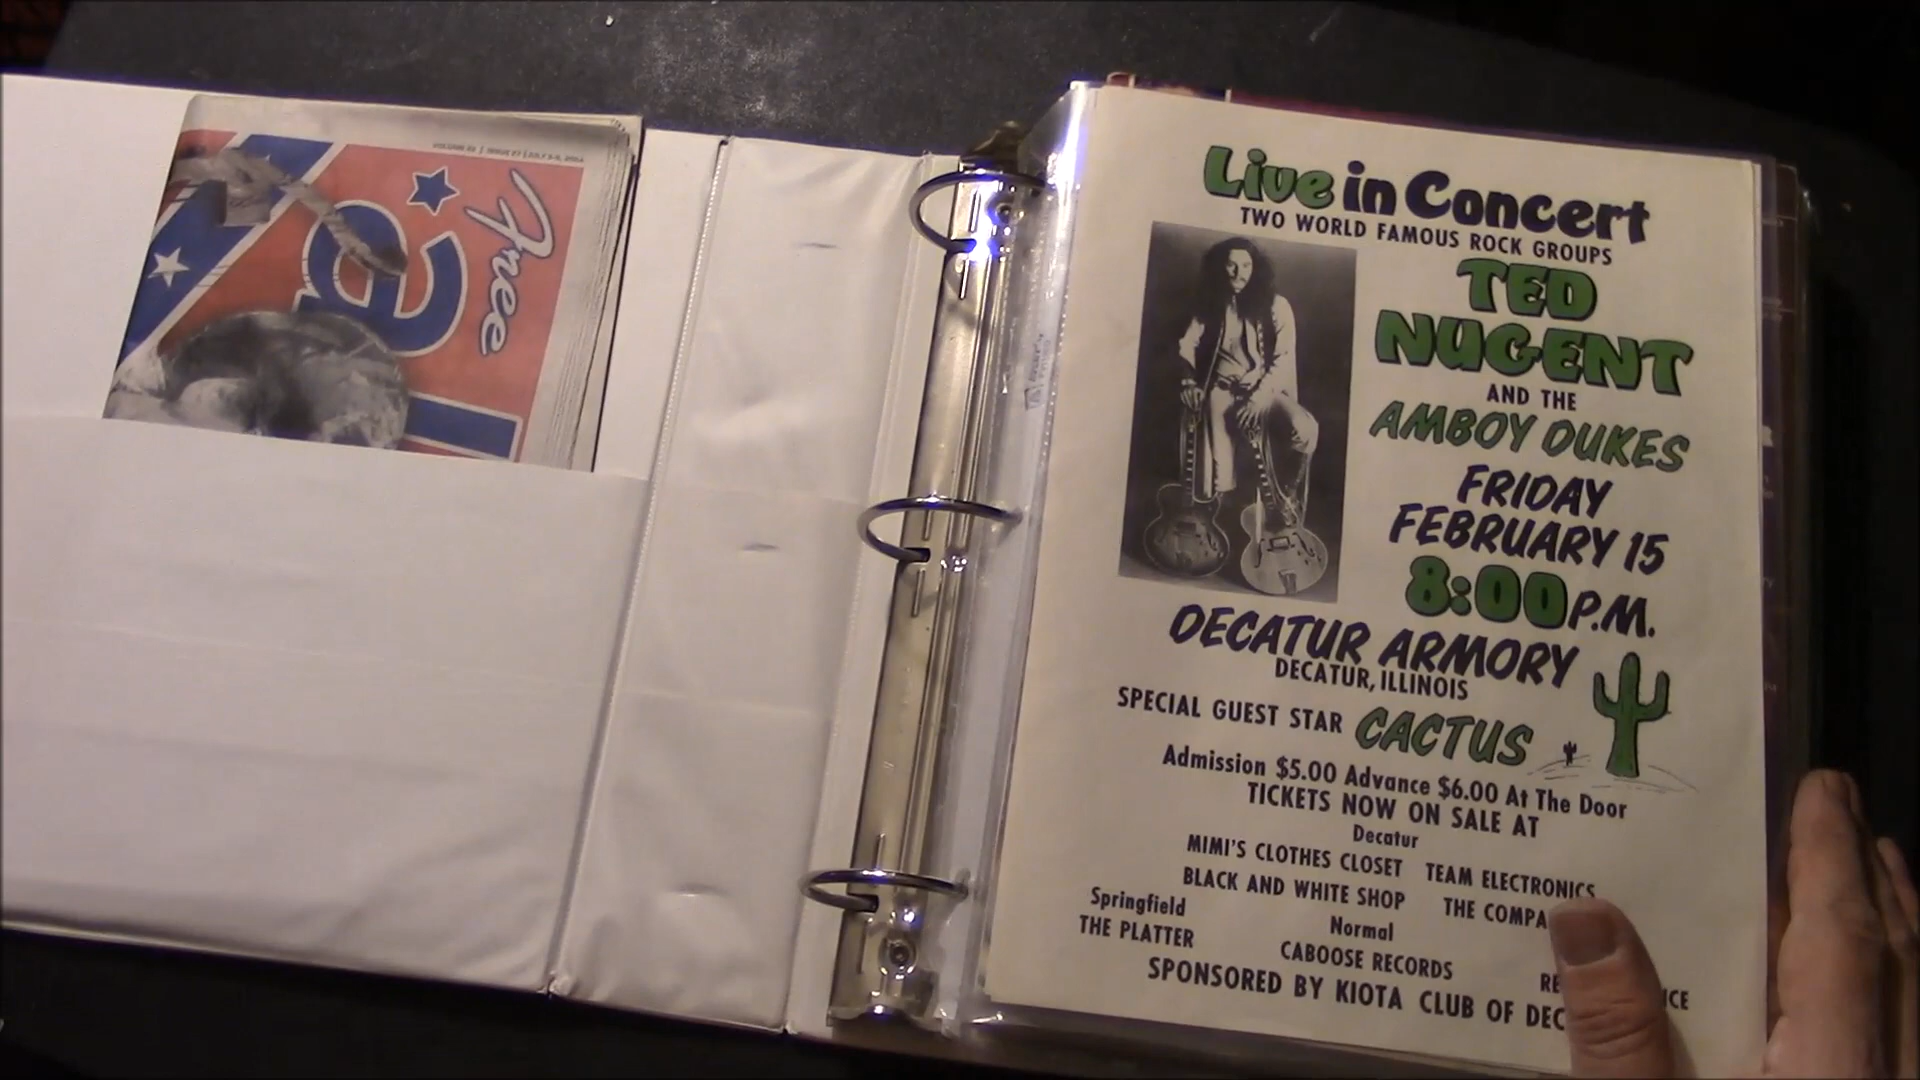 Free
Live in Concert
TWO WORLD FAMOUS ROCK GROUPS
TED
NUGENT
AND THE
AMBOY DUKES
FRIDAY
FEBRUARY 15
8:00 P.M.
DECATUR ARMORY
DECATUR, ILLINOIS
SPECIAL GUEST STAR CACTUS
Admission $5.00 Advance $6.00 At The Door
TICKETS NOW ON SALE AT
Decatur
MIMI'S CLOTHES CLOSET TEAM ELECTRONICS
BLACK AND WHITE SHOP THE
Springfield
Normal
THE PLATTER
CABOOSE RECORDS
SPONSORED BY KIOTA CLUB OF